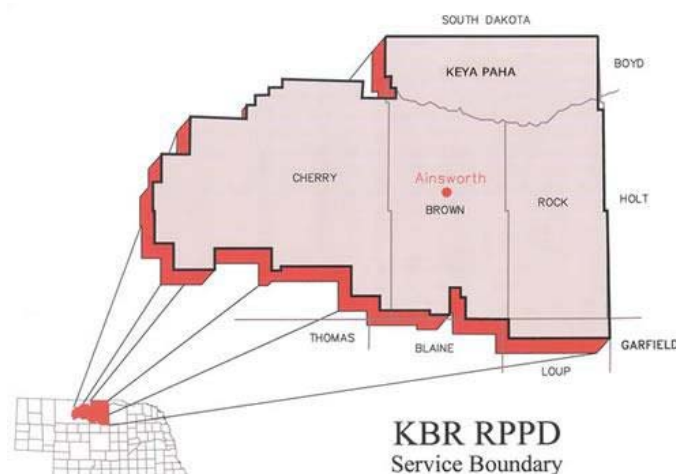 SOUTH DAKOTA
KEYA PAHA
BOYD
CHERRY
Ainsworth
BROWN
ROCK
HOLT
THOMAS
BLAINE
LOUP
GARFIELD
KBR RPPD
Service Boundary